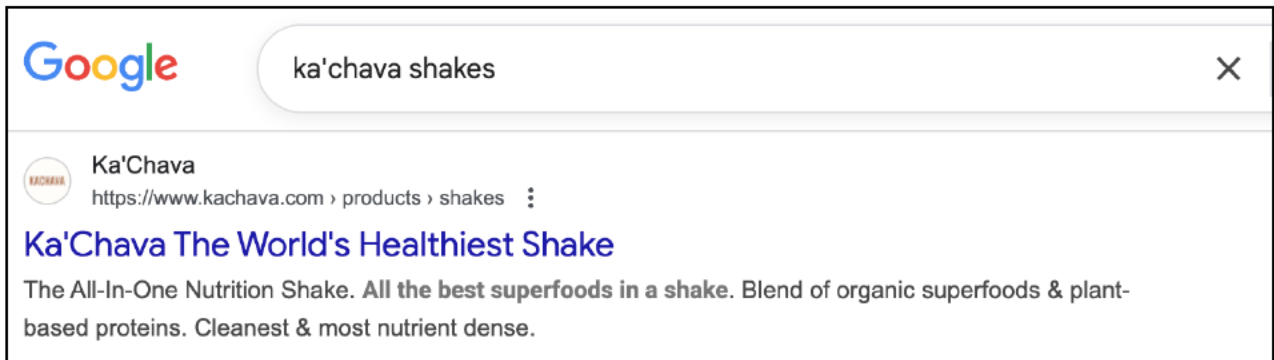 Google
ka'chava shakes
KACHAVA
Ka'Chava
https://www.kachava.com › products › shakes
Ka'Chava The World's Healthiest Shake
The All-In-One Nutrition Shake. All the best superfoods in a shake. Blend of organic superfoods & plant-
based proteins. Cleanest & most nutrient dense.